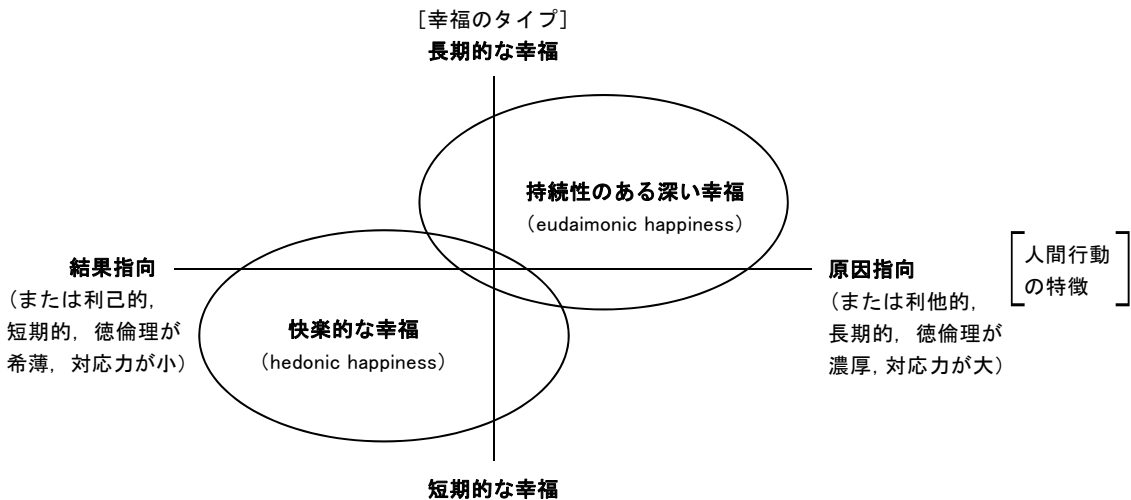 [幸福のタイプ]
長期的な幸福
持続性のある深い幸福
（eudaimonic happiness）
結果指向
（または利己的，
短期的，徳倫理が
希薄，対応力が小）
快楽的な幸福
（hedonic happiness）
原因指向
（または利他的，
長期的，徳倫理が
濃厚，対応力が大）
人間行動
の特徴
短期的な幸福